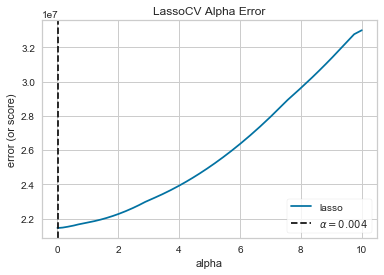 LassoCV Alpha Error
1e7
3.2
3.0
2.8
2.6
2.4
2.2
error (or score)
0 2 4 6 8 10
alpha
lasso
α = 0.004